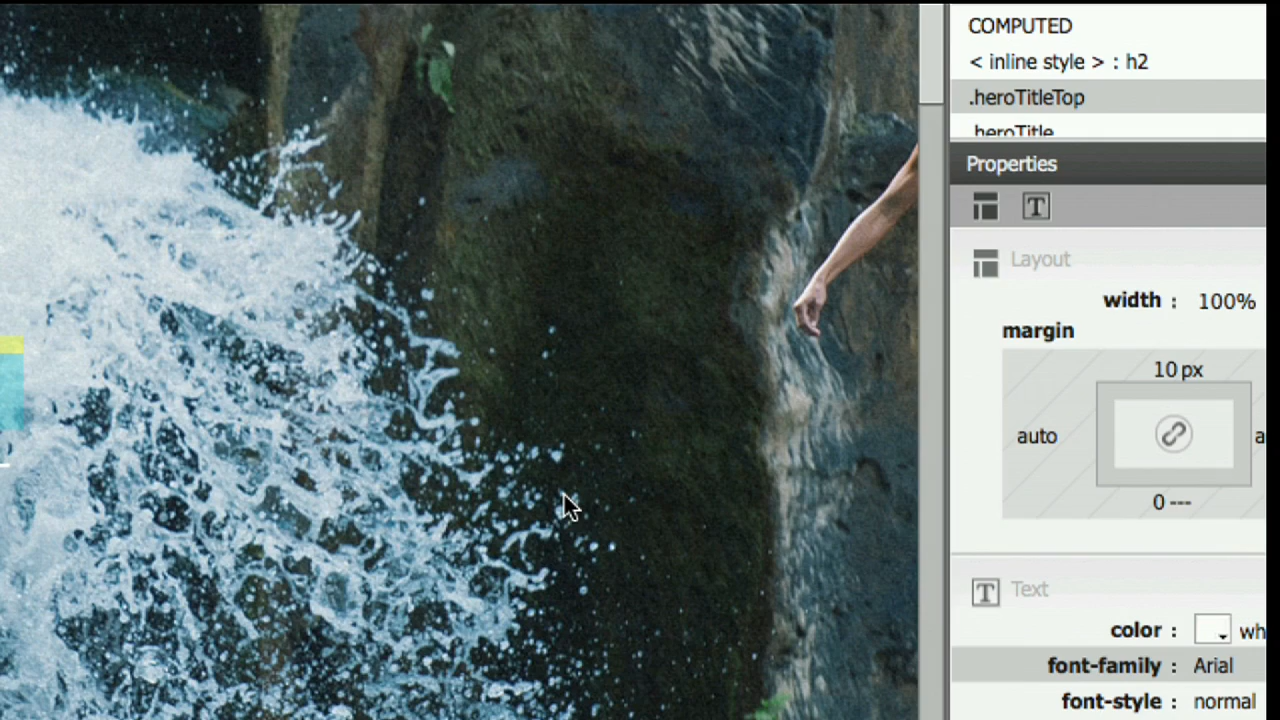 COMPUTED
< inline style > : h2
.heroTitleTop
.heroTitle
Properties
T
Layout
width : 100%
margin
10 px
auto
0 ---
T
Text
color :
font-family : Arial
font-style : normal